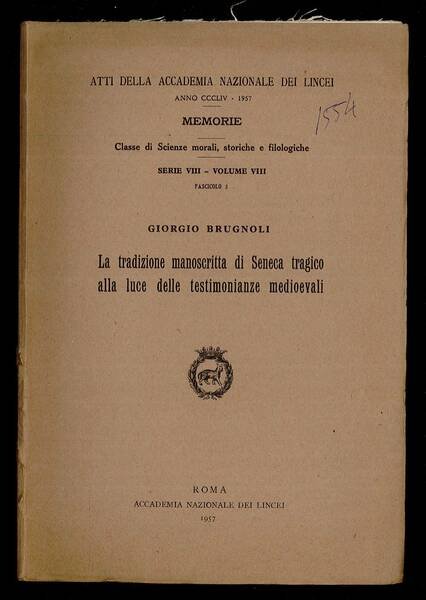 ATTI DELLA ACCADEMIA NAZIONALE DEI LINCEI
ANNO CCCLIV - 1957
1554
MEMORIE
Classe di Scienze morali, storiche e filologiche
SERIE VIII - VOLUME VIII
FASCICOLO 3
GIORGIO BRUGNOLI
La tradizione manoscritta di Seneca tragico
alla luce delle testimonianze medioevali
ROMA
ACCADEMIA NAZIONALE DEI LINCEI
1957